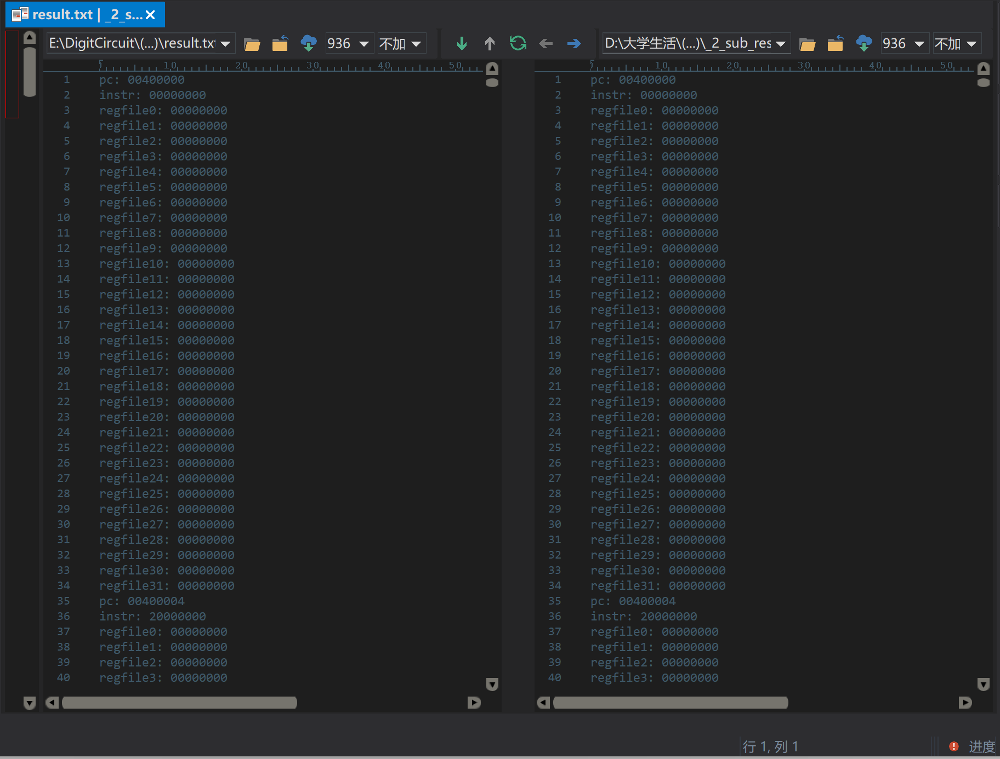 result.txt | _2_s...
E:\DigitCircuit\(...)\result.txt 936 不加 D:\大学生活\(...)\_2_sub_res 936 不加
0 10 20 30 40 50 0 10 20 30 40 50
1 pc: 00400000 1 pc: 00400000
2 instr: 00000000 2 instr: 00000000
3 regfile0: 00000000 3 regfile0: 00000000
4 regfile1: 00000000 4 regfile1: 00000000
5 regfile2: 00000000 5 regfile2: 00000000
6 regfile3: 00000000 6 regfile3: 00000000
7 regfile4: 00000000 7 regfile4: 00000000
8 regfile5: 00000000 8 regfile5: 00000000
9 regfile6: 00000000 9 regfile6: 00000000
10 regfile7: 00000000 10 regfile7: 00000000
11 regfile8: 00000000 11 regfile8: 00000000
12 regfile9: 00000000 12 regfile9: 00000000
13 regfile10: 00000000 13 regfile10: 00000000
14 regfile11: 00000000 14 regfile11: 00000000
15 regfile12: 00000000 15 regfile12: 00000000
16 regfile13: 00000000 16 regfile13: 00000000
17 regfile14: 00000000 17 regfile14: 00000000
18 regfile15: 00000000 18 regfile15: 00000000
19 regfile16: 00000000 19 regfile16: 00000000
20 regfile17: 00000000 20 regfile17: 00000000
21 regfile18: 00000000 21 regfile18: 00000000
22 regfile19: 00000000 22 regfile19: 00000000
23 regfile20: 00000000 23 regfile20: 00000000
24 regfile21: 00000000 24 regfile21: 00000000
25 regfile22: 00000000 25 regfile22: 00000000
26 regfile23: 00000000 26 regfile23: 00000000
27 regfile24: 00000000 27 regfile24: 00000000
28 regfile25: 00000000 28 regfile25: 00000000
29 regfile26: 00000000 29 regfile26: 00000000
30 regfile27: 00000000 30 regfile27: 00000000
31 regfile28: 00000000 31 regfile28: 00000000
32 regfile29: 00000000 32 regfile29: 00000000
33 regfile30: 00000000 33 regfile30: 00000000
34 regfile31: 00000000 34 regfile31: 00000000
35 pc: 00400004 35 pc: 00400004
36 instr: 20000000 36 instr: 20000000
37 regfile0: 00000000 37 regfile0: 00000000
38 regfile1: 00000000 38 regfile1: 00000000
39 regfile2: 00000000 39 regfile2: 00000000
40 regfile3: 00000000 40 regfile3: 00000000
行 1, 列 1 进度